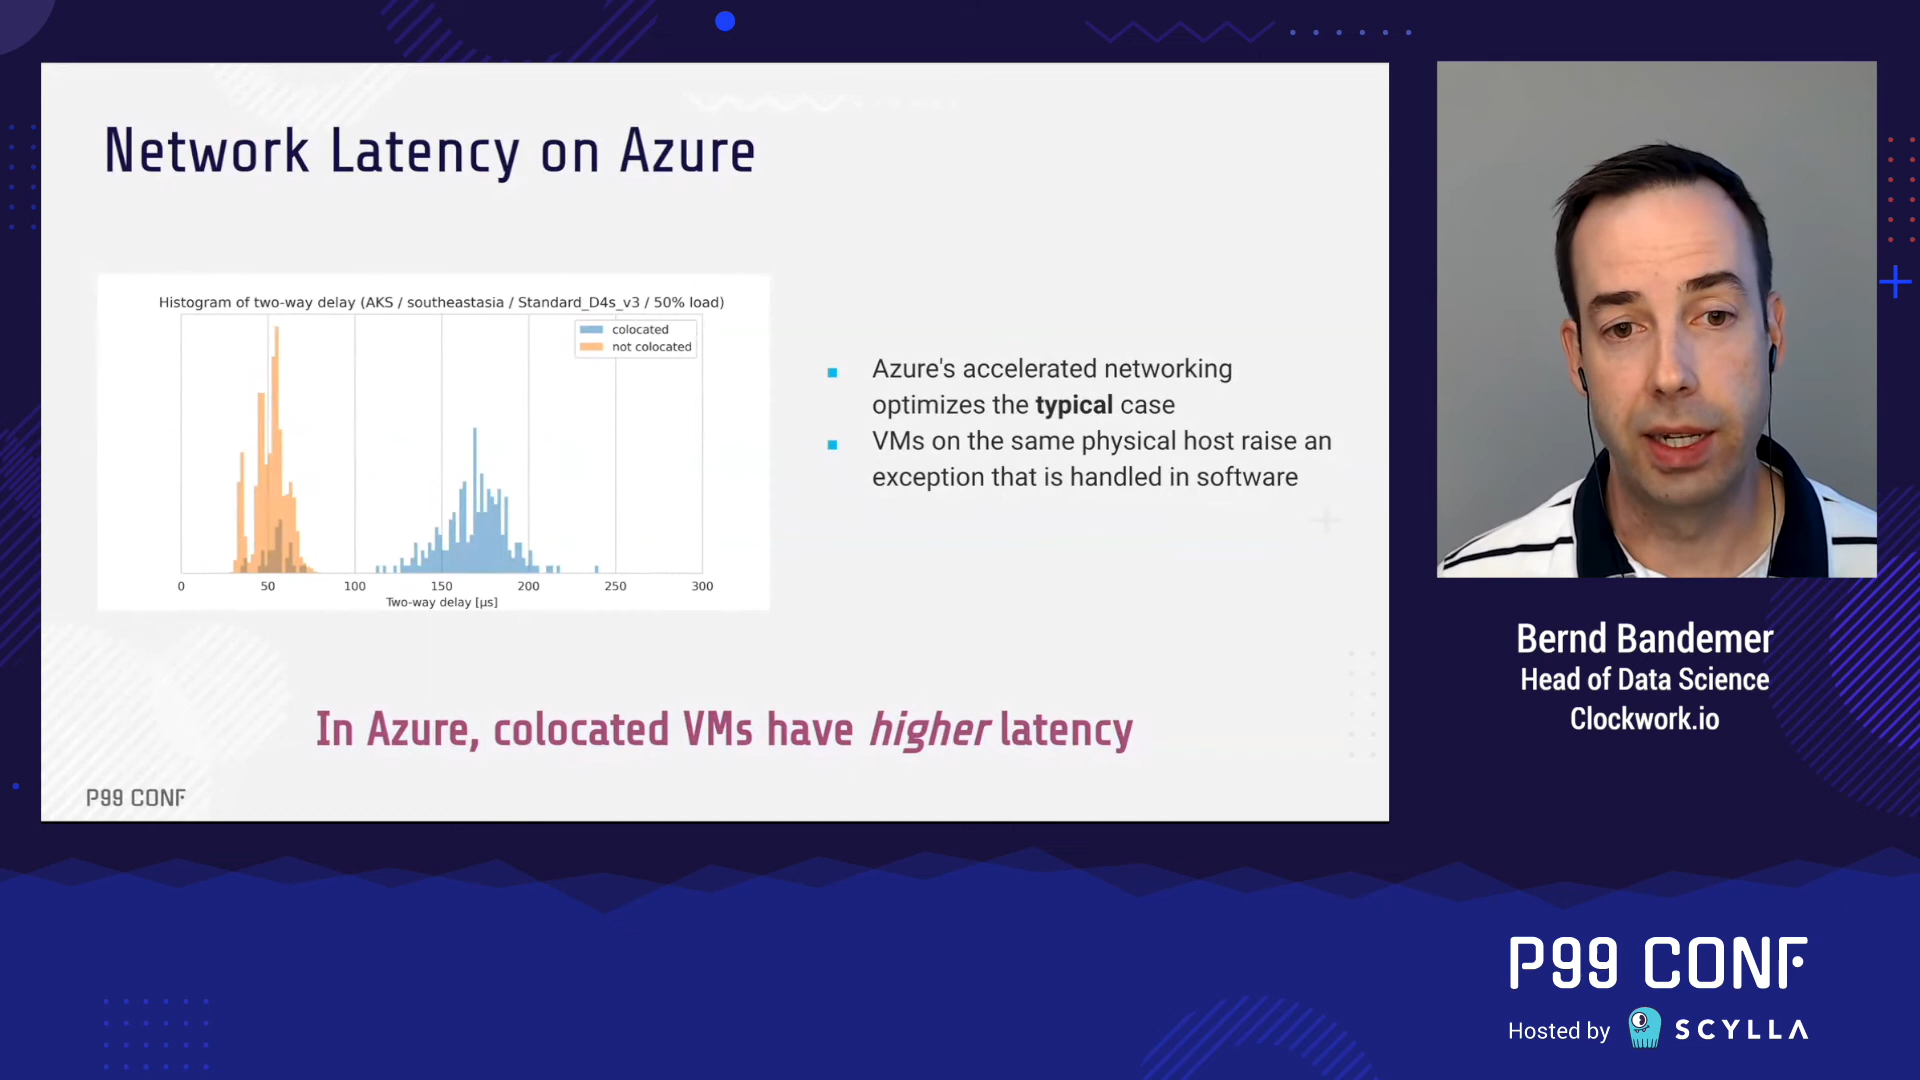 Network Latency on Azure
Histogram of two-way delay (AKS / southeastasia / Standard_D4s_v3 / 50% load)
colocated
not colocated
0 50 100 150 200 250 300
Two-way delay [µs]
Azure's accelerated networking
optimizes the typical case
VMs on the same physical host raise an
exception that is handled in software
In Azure, colocated VMs have higher latency
P99 CONF
Bernd Bandemer
Head of Data Science
Clockwork.io
P99 CONF
Hosted by SCYLLA